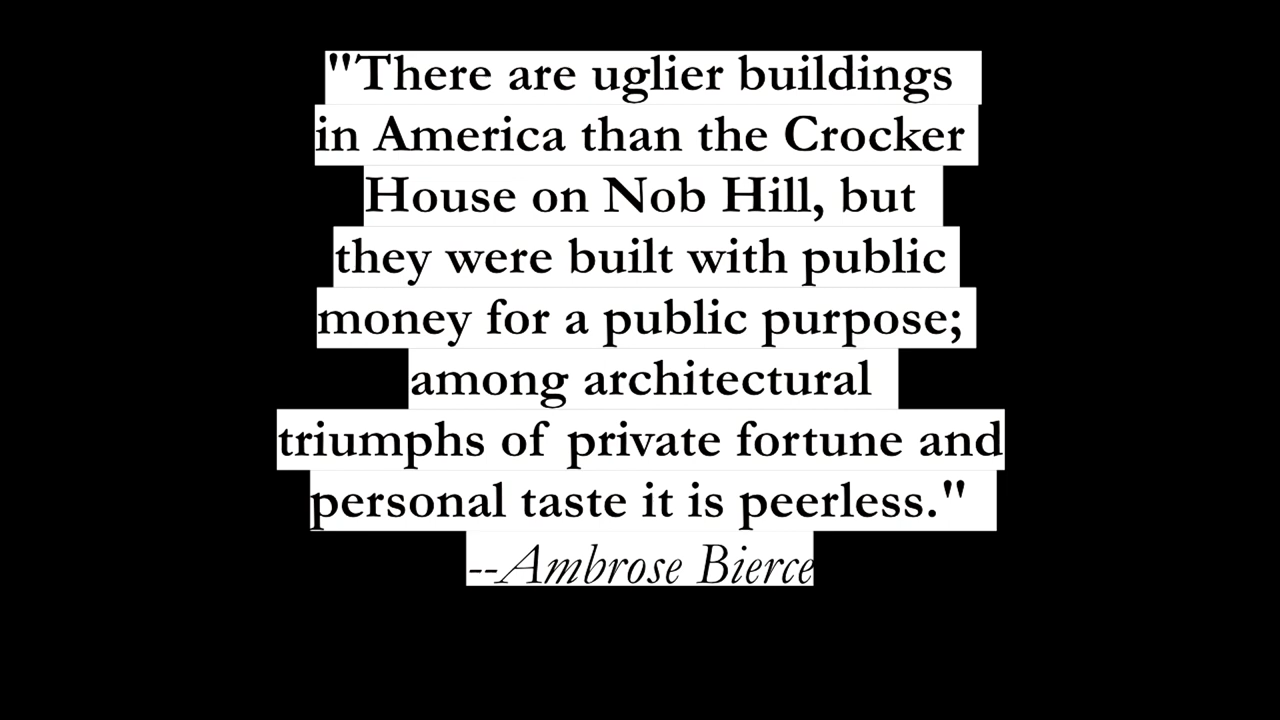 "There are uglier buildings
in America than the Crocker
House on Nob Hill, but
they were built with public
money for a public purpose;
among architectural
triumphs of private fortune and
personal taste it is peerless."
--Ambrose Bierce